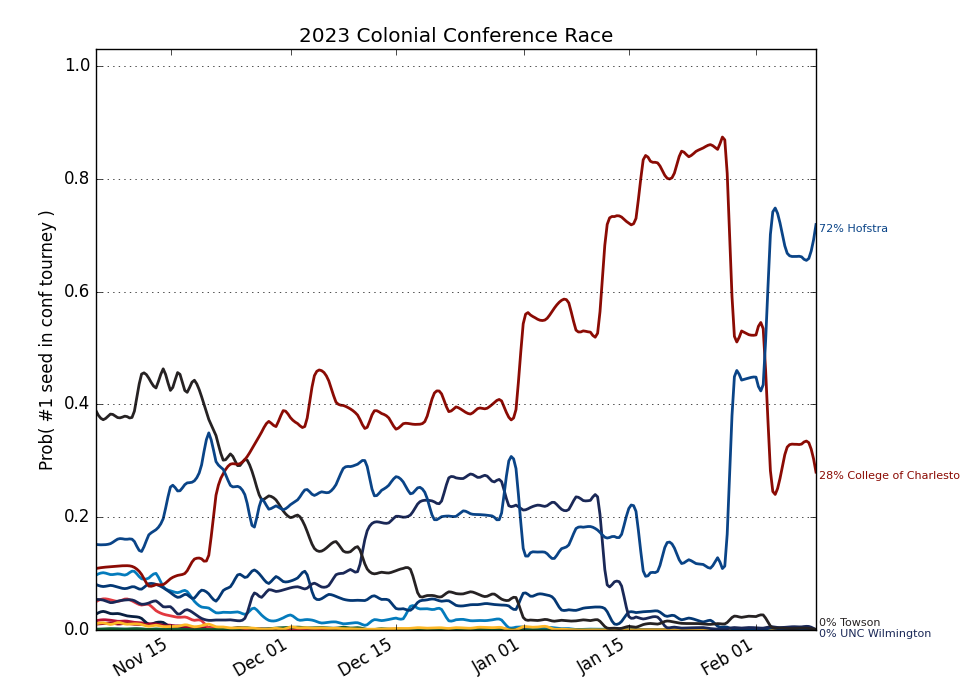 2023 Colonial Conference Race
Prob( #1 seed in conf tourney )
1.0
0.8
0.6
0.4
0.2
0.0
Nov 15
Dec 01
Dec 15
Jan 01
Jan 15
Feb 01
72% Hofstra
28% College of Charlesto
0% Towson
0% UNC Wilmington